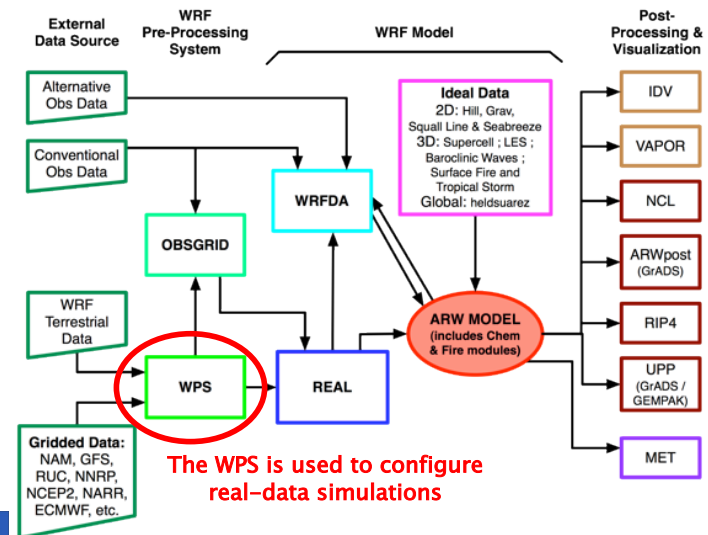 External
Data Source
WRF
Pre-Processing
System
WRF Model
Post-
Processing &
Visualization
Alternative
Obs Data
Conventional
Obs Data
WRF
Terrestrial
Data
Gridded Data:
NAM, GFS,
RUC, NNRP,
NCEP2, NARR,
ECMWF, etc.
OBSGRID
WPS
WRFDA
REAL
Ideal Data
2D: Hill, Grav,
Squall Line & Seabreeze
3D: Supercell ; LES ;
Baroclinic Waves ;
Surface Fire and
Tropical Storm
Global: heldsuarez
ARW MODEL
(includes Chem
& Fire modules)
IDV
VAPOR
NCL
ARWpost
(GrADS)
RIP4
UPP
(GrADS /
GEMPAK)
MET
The WPS is used to configure
real-data simulations